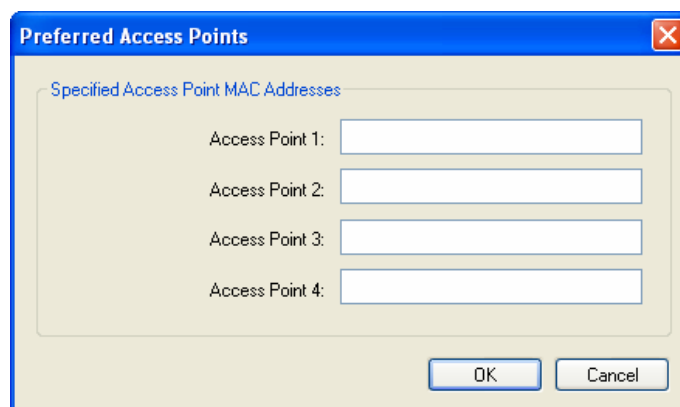 Preferred Access Points
Specified Access Point MAC Addresses
Access Point 1:
Access Point 2:
Access Point 3:
Access Point 4:
OK Cancel